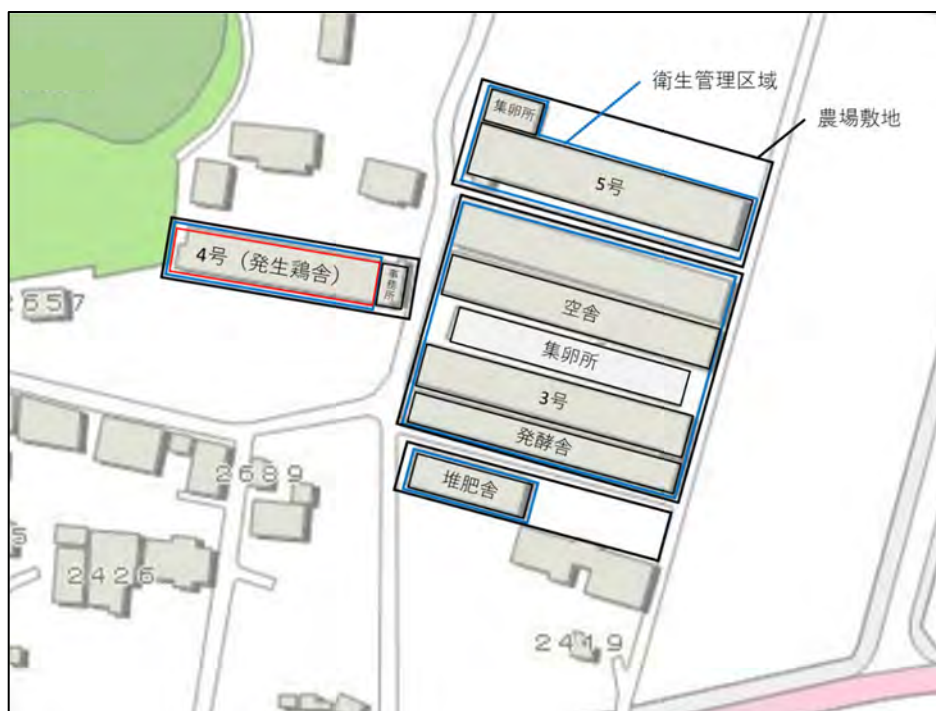 衛生管理区域
農場敷地
集卵所
5号
4号（発生鶏舎）
事務所
空舎
集卵所
3号
発酵舎
堆肥舎
2657
2689
2426
2419